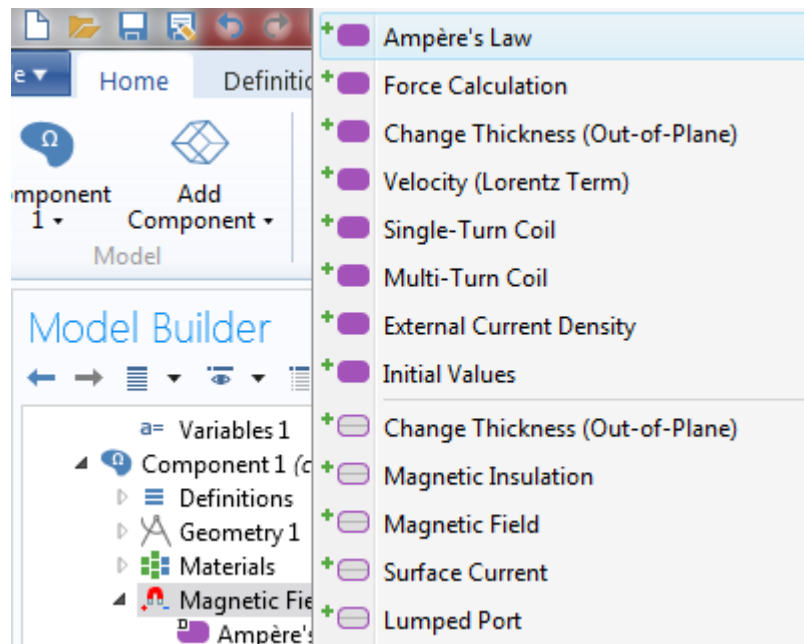 Home
Definitio
mponent
1
Add
Component
Model
Model Builder
a= Variables 1
Component 1 (c
Definitions
Geometry 1
Materials
Magnetic Fie
Ampère's
Ampère's Law
Force Calculation
Change Thickness (Out-of-Plane)
Velocity (Lorentz Term)
Single-Turn Coil
Multi-Turn Coil
External Current Density
Initial Values
Change Thickness (Out-of-Plane)
Magnetic Insulation
Magnetic Field
Surface Current
Lumped Port